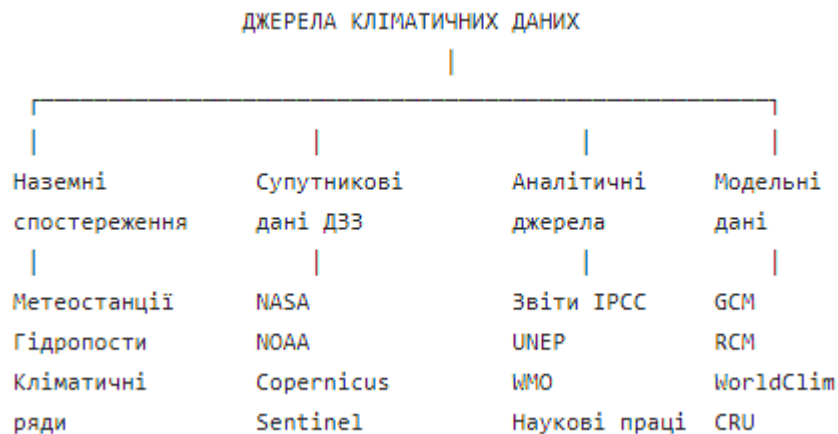 ДЖЕРЕЛА КЛІМАТИЧНИХ ДАНИХ
Наземні Супутникові Аналітичні Модельні
спостереження дані ДЗЗ джерела дані
Метеостанції NASA Звіти IPCC GCM
Гідропости NOAA UNEP RCM
Кліматичні Copernicus WMO WorldClim
ряди Sentinel Наукові праці CRU